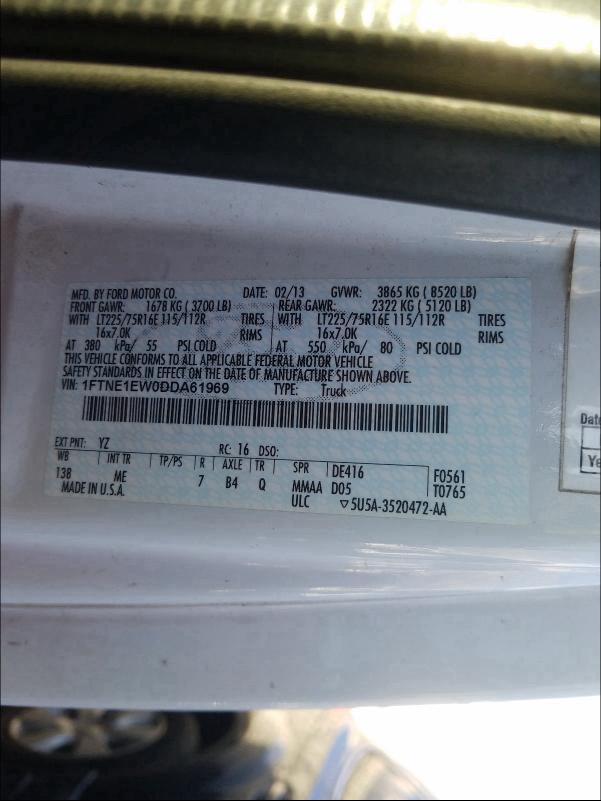 MFD. BY FORD MOTOR CO. DATE: 02/13 GVWR: 3865 KG ( 8520 LB)
FRONT GAWR: 1678 KG ( 3700 LB) REAR GAWR: 2322 KG ( 5120 LB)
WITH LT225/75R16E 115/112R TIRES WITH LT225/75R16E 115/112R TIRES
16x7.0K RIMS 16x7.0K RIMS
AT 380 kPa/ 55 PSI COLD AT 550 kPa/ 80 PSI COLD
THIS VEHICLE CONFORMS TO ALL APPLICABLE FEDERAL MOTOR VEHICLE
SAFETY STANDARDS IN EFFECT ON THE DATE OF MANUFACTURE SHOWN ABOVE.
VIN: 1FTNE1EW0DDA61969 TYPE: Truck
EXT PNT: YZ RC: 16 DSO:
WB INT TR TP/PS R AXLE TR SPR DE416 F0561
138 ME 7 B4 Q MMAA D05 T0765
MADE IN U.S.A. ULC ▽5U5A-3520472-AA
Date
Ye